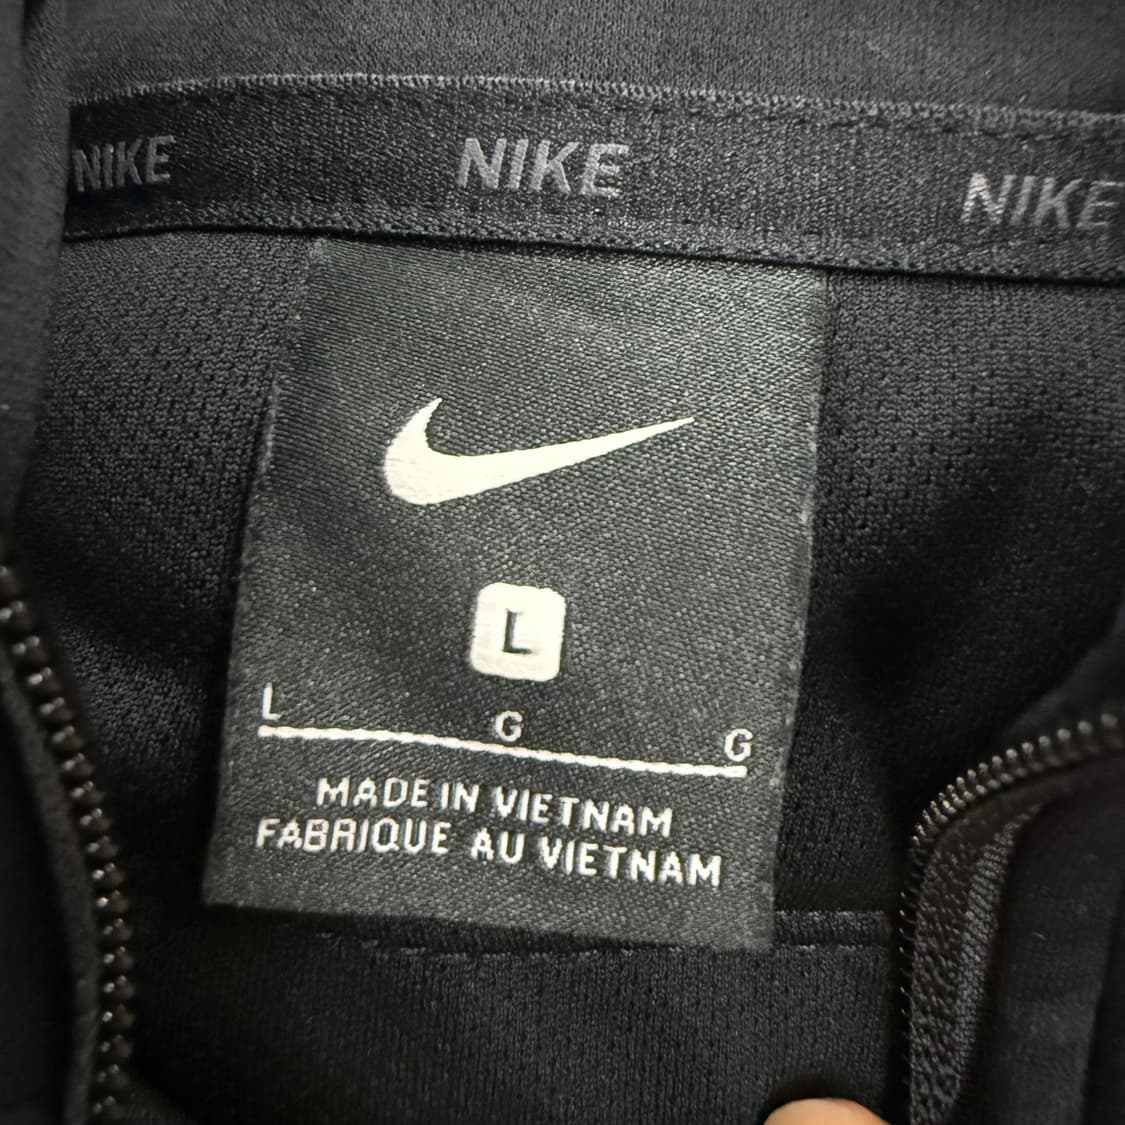 NIKE NIKE NIKE
L
L G G
MADE IN VIETNAM
FABRIQUE AU VIETNAM